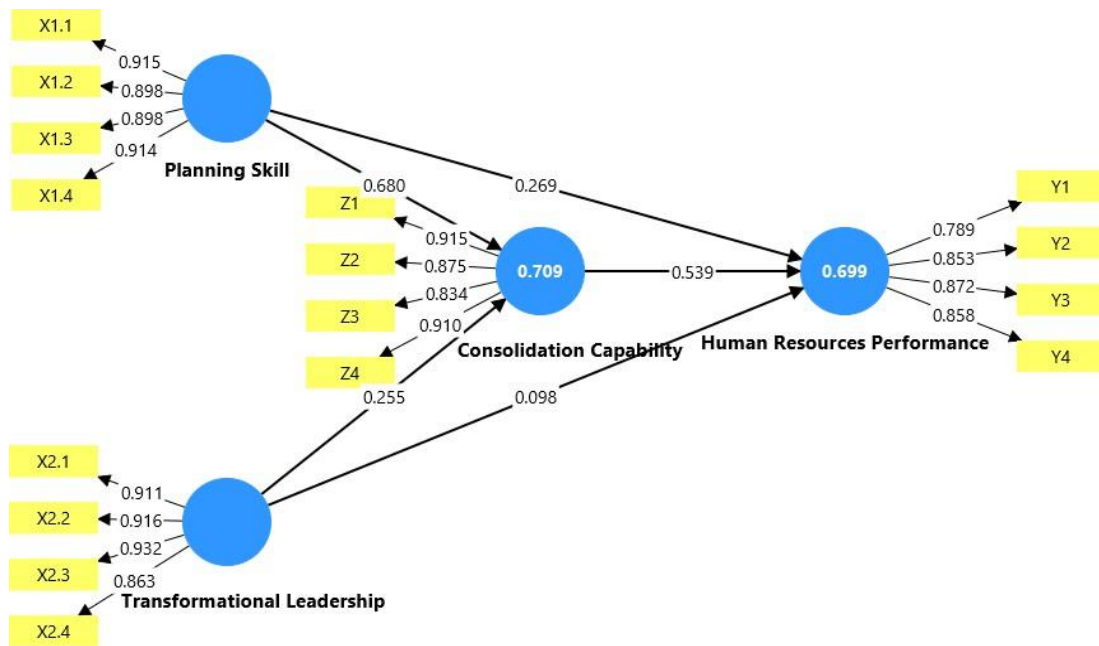 X1.1
0.915
X1.2
0.898
X1.3
0.898
X1.4
0.914
Planning Skill
0.680
0.269
Z1
0.915
Z2
0.875
Z3
0.834
Z4
0.910
0.709
Consolidation Capability
0.539
0.255
0.098
0.699
Human Resources Performance
Y1
0.789
Y2
0.853
Y3
0.872
Y4
0.858
X2.1
0.911
X2.2
0.916
X2.3
0.932
X2.4
0.863
Transformational Leadership